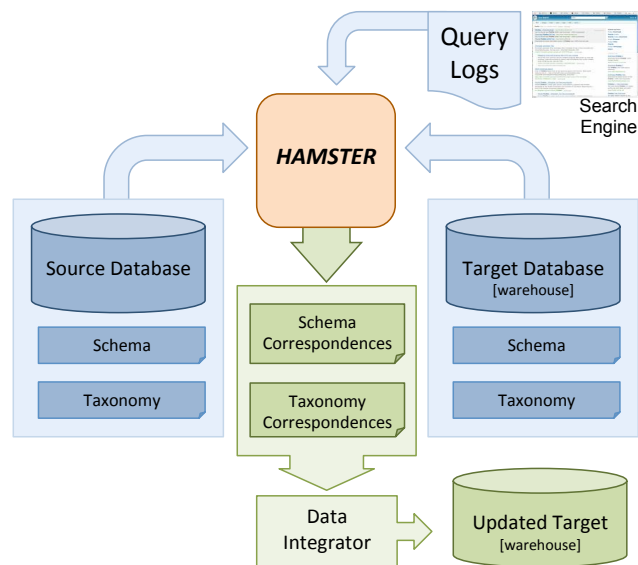 Query
Logs
Search
Engine
HAMSTER
Source Database
Schema
Taxonomy
Target Database
[warehouse]
Schema
Taxonomy
Schema
Correspondences
Taxonomy
Correspondences
Data
Integrator
Updated Target
[warehouse]